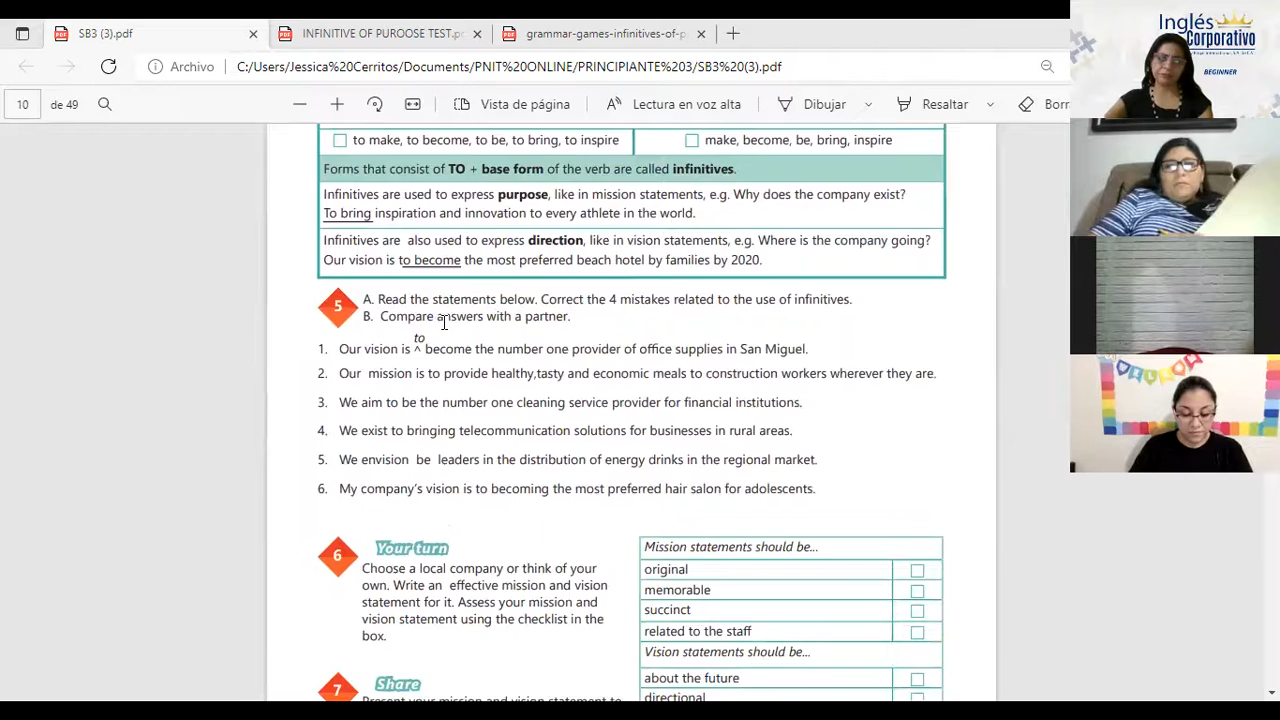 SB3 (3).pdf
INFINITIVE OF PUROOSE TEST.p
grammar-games-infinitives-of-p
Archivo
C:/Users/Jessica%20Cerritos/Documents/PNIT%20ONLINE/PRINCIPIANTE%203/SB3%20(3).pdf
10 de 49
Vista de página
Lectura en voz alta
Dibujar
Resaltar
Borr
Inglés
Corporativo
BEGINNER
to make, to become, to be, to bring, to inspire
make, become, be, bring, inspire
Forms that consist of TO + base form of the verb are called infinitives.
Infinitives are used to express purpose, like in mission statements, e.g. Why does the company exist?
To bring inspiration and innovation to every athlete in the world.
Infinitives are also used to express direction, like in vision statements, e.g. Where is the company going?
Our vision is to become the most preferred beach hotel by families by 2020.
5
A. Read the statements below. Correct the 4 mistakes related to the use of infinitives.
B. Compare answers with a partner.
to
1. Our vision is ^ become the number one provider of office supplies in San Miguel.
2. Our mission is to provide healthy,tasty and economic meals to construction workers wherever they are.
3. We aim to be the number one cleaning service provider for financial institutions.
4. We exist to bringing telecommunication solutions for businesses in rural areas.
5. We envision be leaders in the distribution of energy drinks in the regional market.
6. My company's vision is to becoming the most preferred hair salon for adolescents.
6
Your turn
Choose a local company or think of your
own. Write an effective mission and vision
statement for it. Assess your mission and
vision statement using the checklist in the
box.
Mission statements should be...
original
memorable
succinct
related to the staff
Vision statements should be...
about the future
directional
7
Share
Present your mission and vision statement to